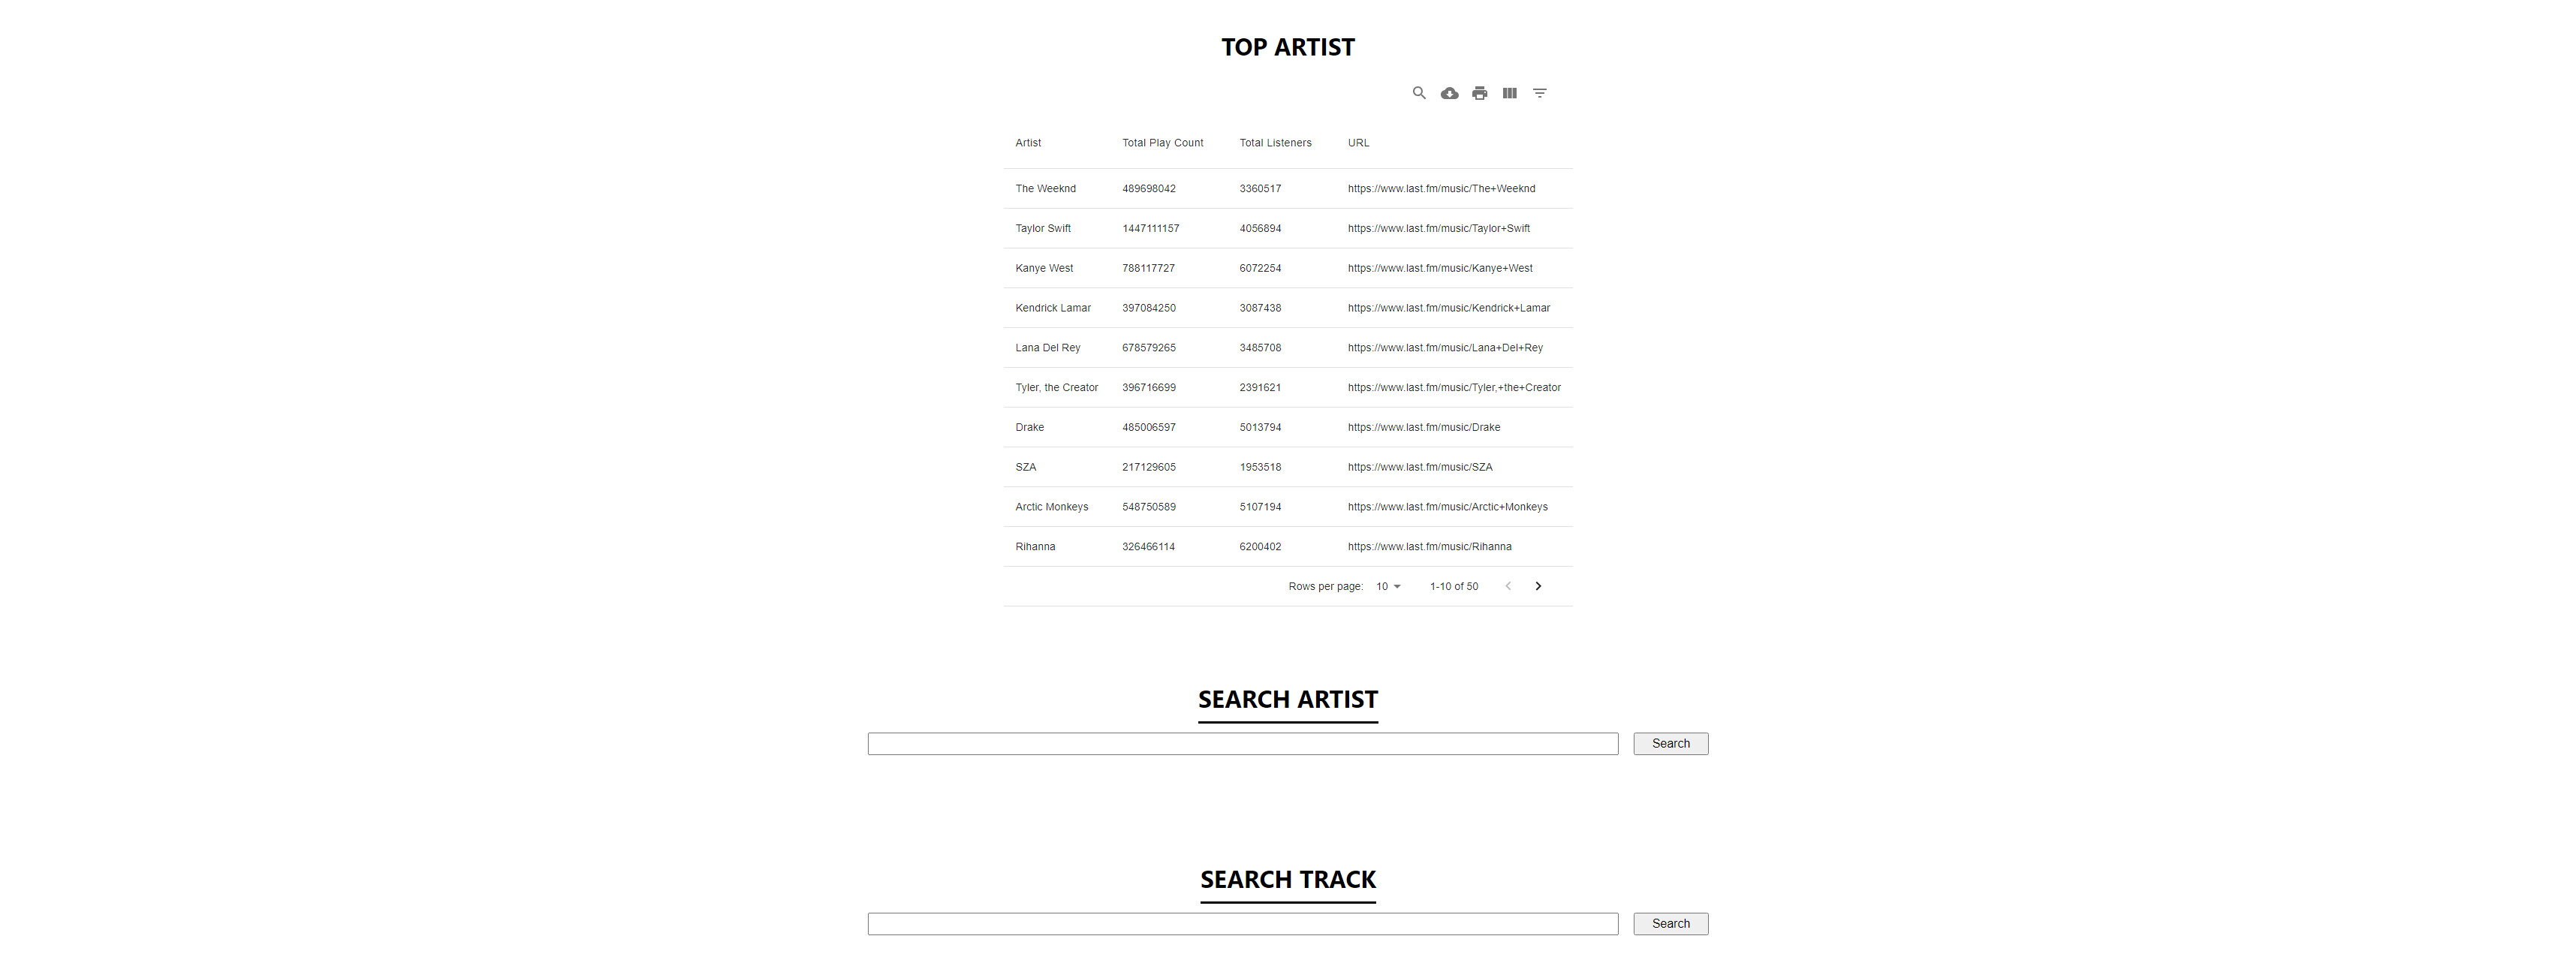 TOP ARTIST
Artist Total Play Count Total Listeners URL
The Weeknd 489698042 3360517 https://www.last.fm/music/The+Weeknd
Taylor Swift 1447111157 4056894 https://www.last.fm/music/Taylor+Swift
Kanye West 788117727 6072254 https://www.last.fm/music/Kanye+West
Kendrick Lamar 397084250 3087438 https://www.last.fm/music/Kendrick+Lamar
Lana Del Rey 678579265 3485708 https://www.last.fm/music/Lana+Del+Rey
Tyler, the Creator 396716699 2391621 https://www.last.fm/music/Tyler,+the+Creator
Drake 485006597 5013794 https://www.last.fm/music/Drake
SZA 217129605 1953518 https://www.last.fm/music/SZA
Arctic Monkeys 548750589 5107194 https://www.last.fm/music/Arctic+Monkeys
Rihanna 326466114 6200402 https://www.last.fm/music/Rihanna
Rows per page: 10 1-10 of 50
SEARCH ARTIST
Search
SEARCH TRACK
Search